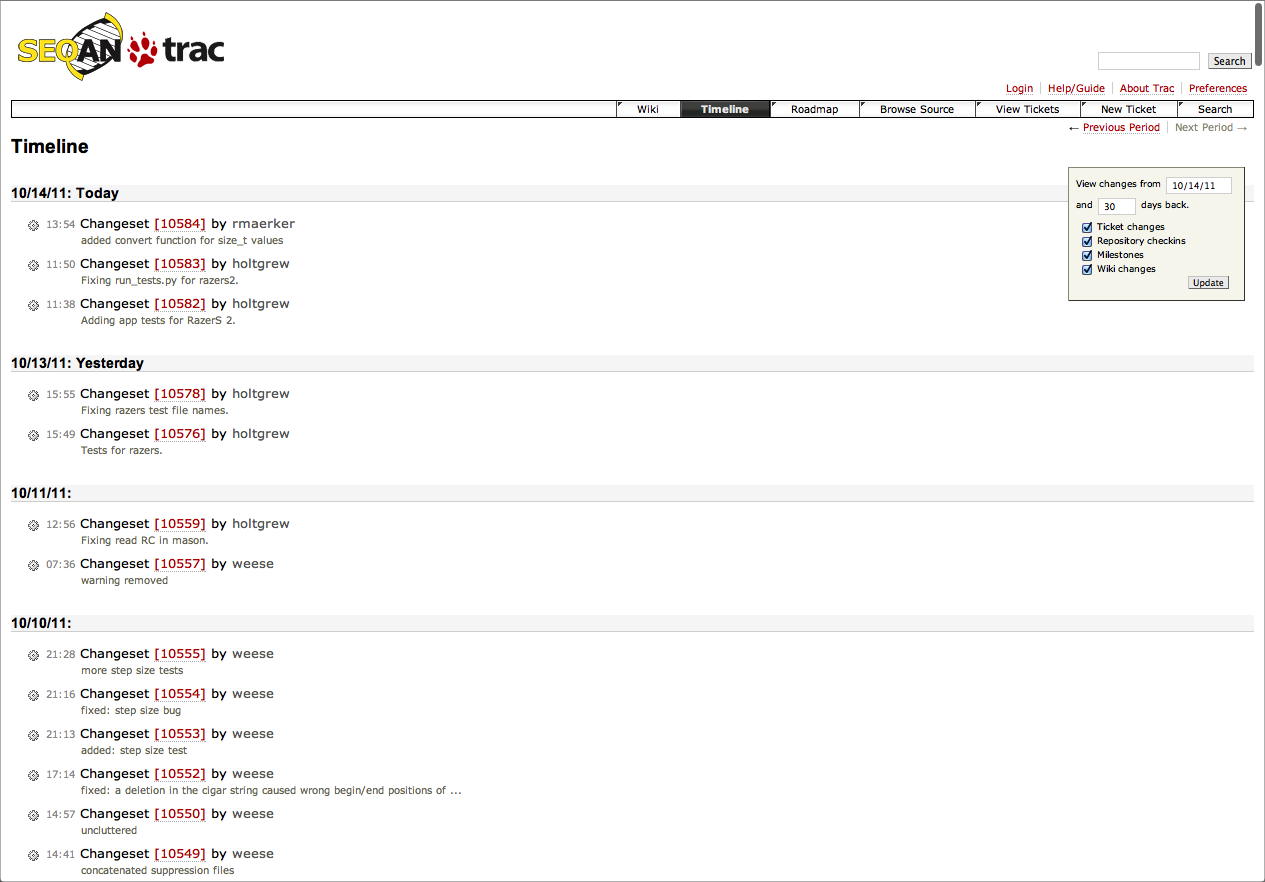 SEQAN trac
Search
Login Help/Guide About Trac Preferences
Wiki Timeline Roadmap Browse Source View Tickets New Ticket Search
← Previous Period Next Period →
Timeline
View changes from 10/14/11
and 30 days back.
Ticket changes
Repository checkins
Milestones
Wiki changes
Update
10/14/11: Today
13:54 Changeset [10584] by rmaerker
added convert function for size_t values
11:50 Changeset [10583] by holtgrew
Fixing run_tests.py for razers2.
11:38 Changeset [10582] by holtgrew
Adding app tests for RazerS 2.
10/13/11: Yesterday
15:55 Changeset [10578] by holtgrew
Fixing razers test file names.
15:49 Changeset [10576] by holtgrew
Tests for razers.
10/11/11:
12:56 Changeset [10559] by holtgrew
Fixing read RC in mason.
07:36 Changeset [10557] by weese
warning removed
10/10/11:
21:28 Changeset [10555] by weese
more step size tests
21:16 Changeset [10554] by weese
fixed: step size bug
21:13 Changeset [10553] by weese
added: step size test
17:14 Changeset [10552] by weese
fixed: a deletion in the cigar string caused wrong begin/end positions of ...
14:57 Changeset [10550] by weese
uncluttered
14:41 Changeset [10549] by weese
concatenated suppression files